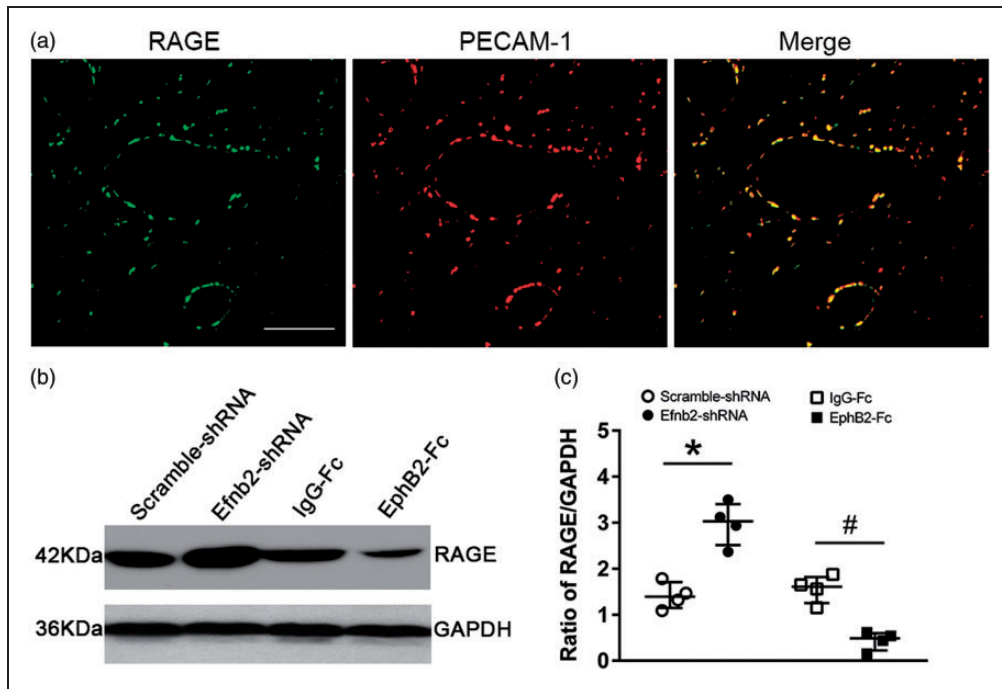 (a)
RAGE PECAM-1 Merge
(b)
Scramble-shRNA
Efnb2-shRNA
IgG-Fc
EphB2-Fc
42KDa RAGE
36KDa GAPDH
(c)
Scramble-shRNA IgG-Fc
Efnb2-shRNA EphB2-Fc
Ratio of RAGE/GAPDH
5
4
3
2
1
0
*
#